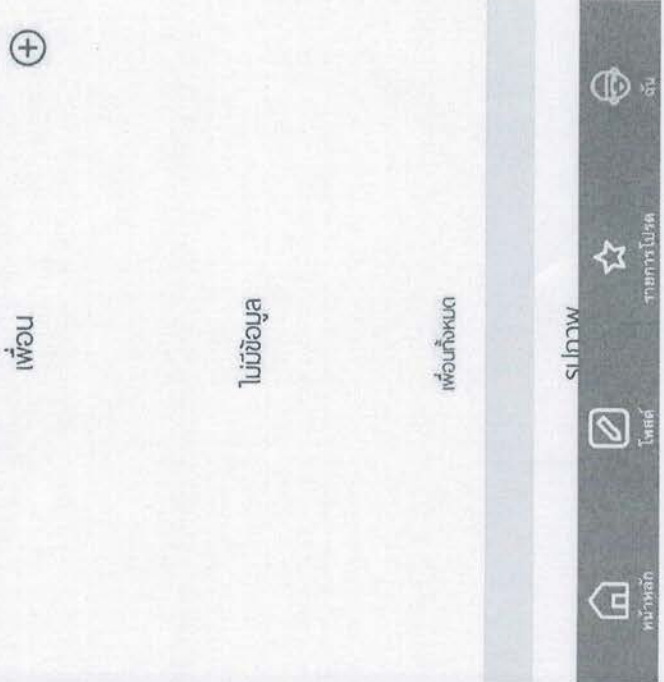 เพื่อน
ไม่มีข้อมูล
เพื่อนทั้งหมด
รูปภาพ
หน้าหลัก
โพสต์
รายการโปรด
ฉัน